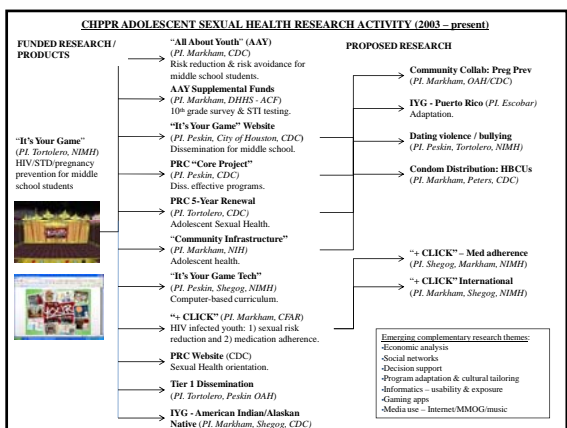 CHPPR ADOLESCENT SEXUAL HEALTH RESEARCH ACTIVITY (2003 – present)
FUNDED RESEARCH /
PRODUCTS
"It's Your Game"
(PI. Tortolero, NIMH)
HIV/STD/pregnancy
prevention for middle
school students
"All About Youth" (AAY)
(PI. Markham, CDC)
Risk reduction & risk avoidance for
middle school students.
AAY Supplemental Funds
(PI. Markham, DHHS - ACF)
10th grade survey & STI testing.
"It's Your Game" Website
(PI. Peskin, City of Houston, CDC)
Dissemination for middle school.
PRC "Core Project"
(PI. Peskin, CDC)
Diss. effective programs.
PRC 5-Year Renewal
(PI. Tortolero, CDC)
Adolescent Sexual Health.
"Community Infrastructure"
(PI. Markham, NIH)
Adolescent health.
"It's Your Game Tech"
(PI. Peskin, Shegog, NIMH)
Computer-based curriculum.
"+ CLICK" (PI. Markham, CFAR)
HIV infected youth: 1) sexual risk
reduction and 2) medication adherence.
PRC Website (CDC)
Sexual Health orientation.
Tier 1 Dissemination
(PI. Tortolero, Peskin OAH)
IYG - American Indian/Alaskan
Native (PI. Markham, Shegog, CDC)
PROPOSED RESEARCH
Community Collab: Preg Prev
(PI. Markham, OAH/CDC)
IYG - Puerto Rico (PI. Escobar)
Adaptation.
Dating violence / bullying
(PI. Peskin, Tortolero, NIMH)
Condom Distribution: HBCUs
(PI. Markham, Peters, CDC)
"+ CLICK" – Med adherence
(PI. Shegog, Markham, NIMH)
"+ CLICK" International
(PI. Markham, Shegog, NIMH)
Emerging complementary research themes:
•Economic analysis
•Social networks
•Decision support
•Program adaptation & cultural tailoring
•Informatics – usability & exposure
•Gaming apps
•Media use – Internet/MMOG/music